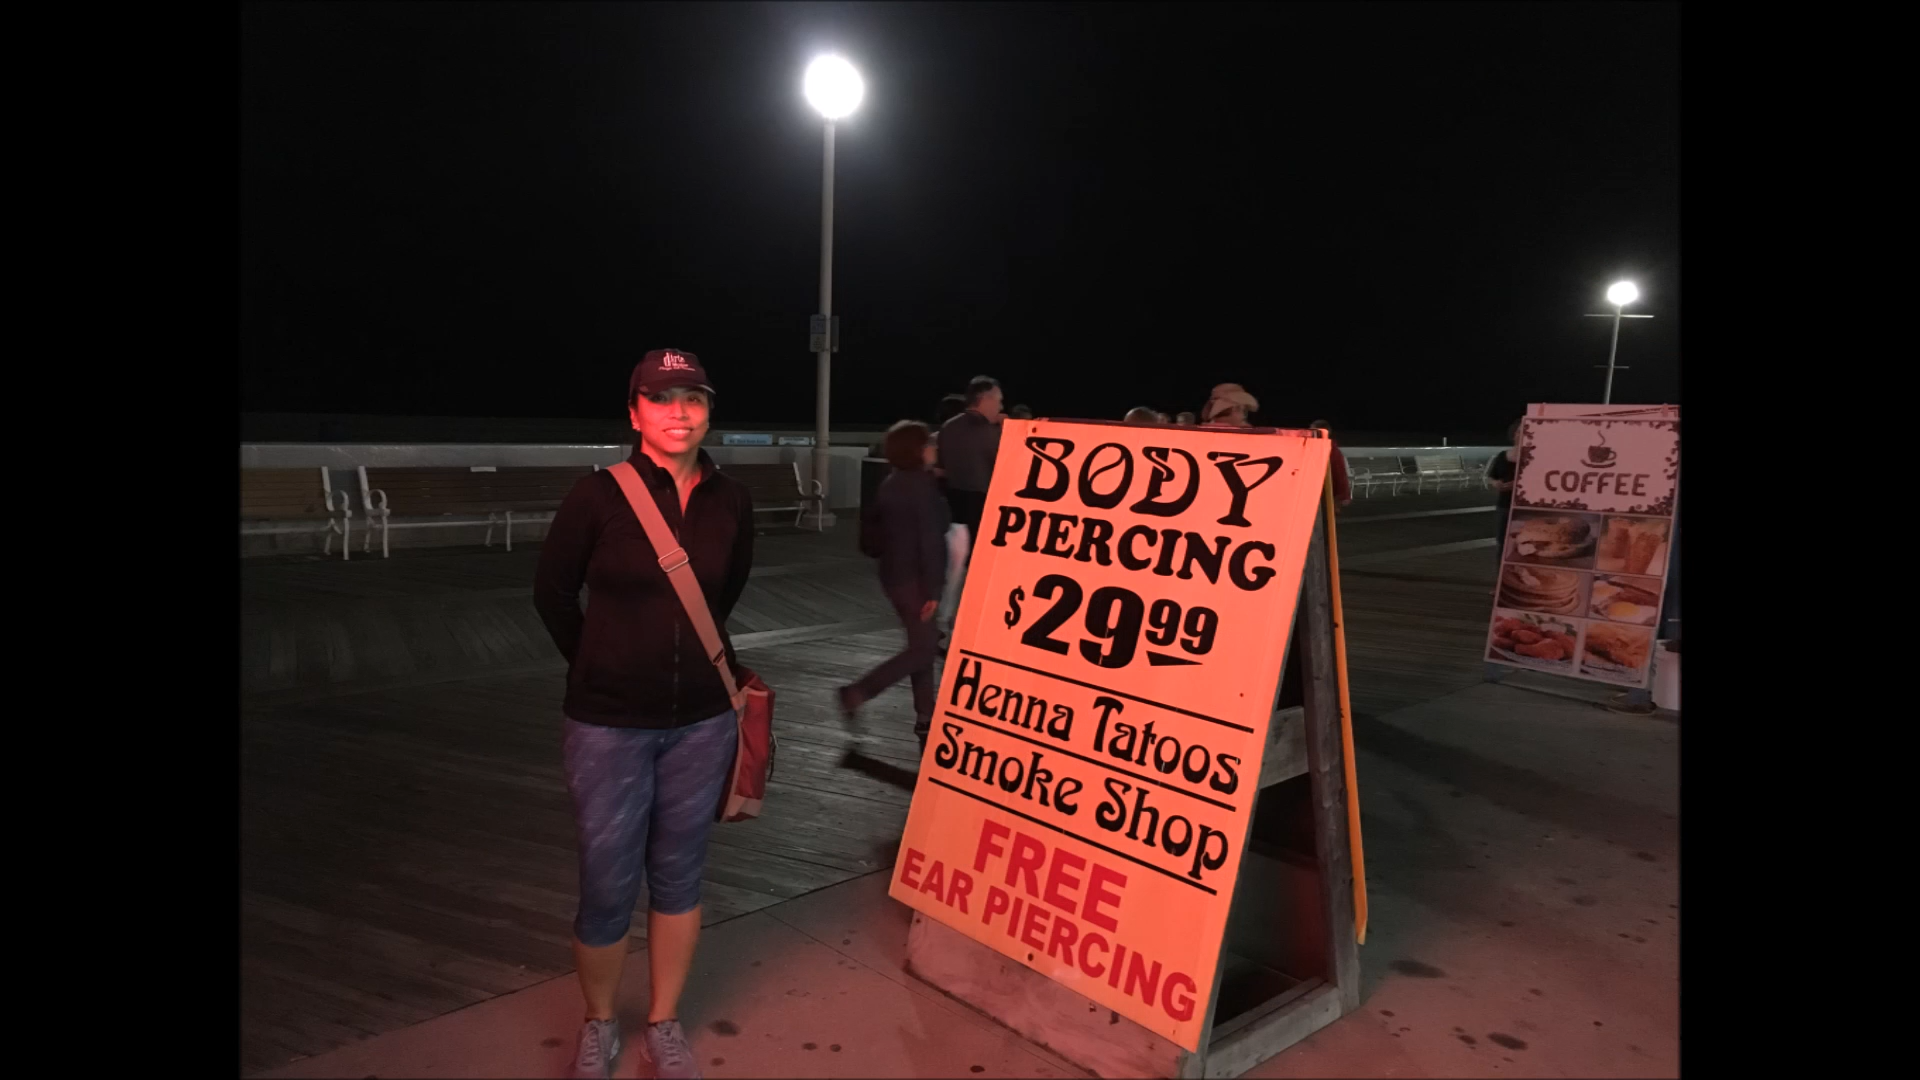 BODY
PIERCING
$29.99
Henna Tatoos
Smoke Shop
FREE
EAR PIERCING
COFFEE